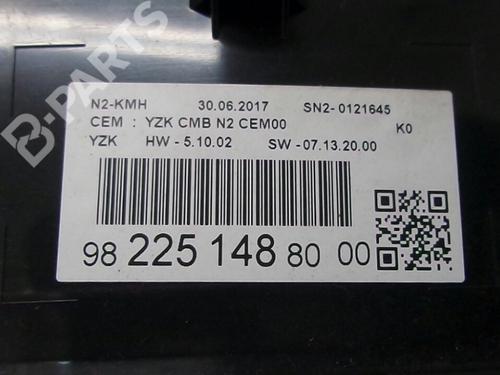 B-PARTS
N2-KMH 30.06.2017 SN2- 0121645
CEM : YZK CMB N2 CEM00 K0
YZK HW - 5.10.02 SW - 07.13.20.00
98 225 148 80 00